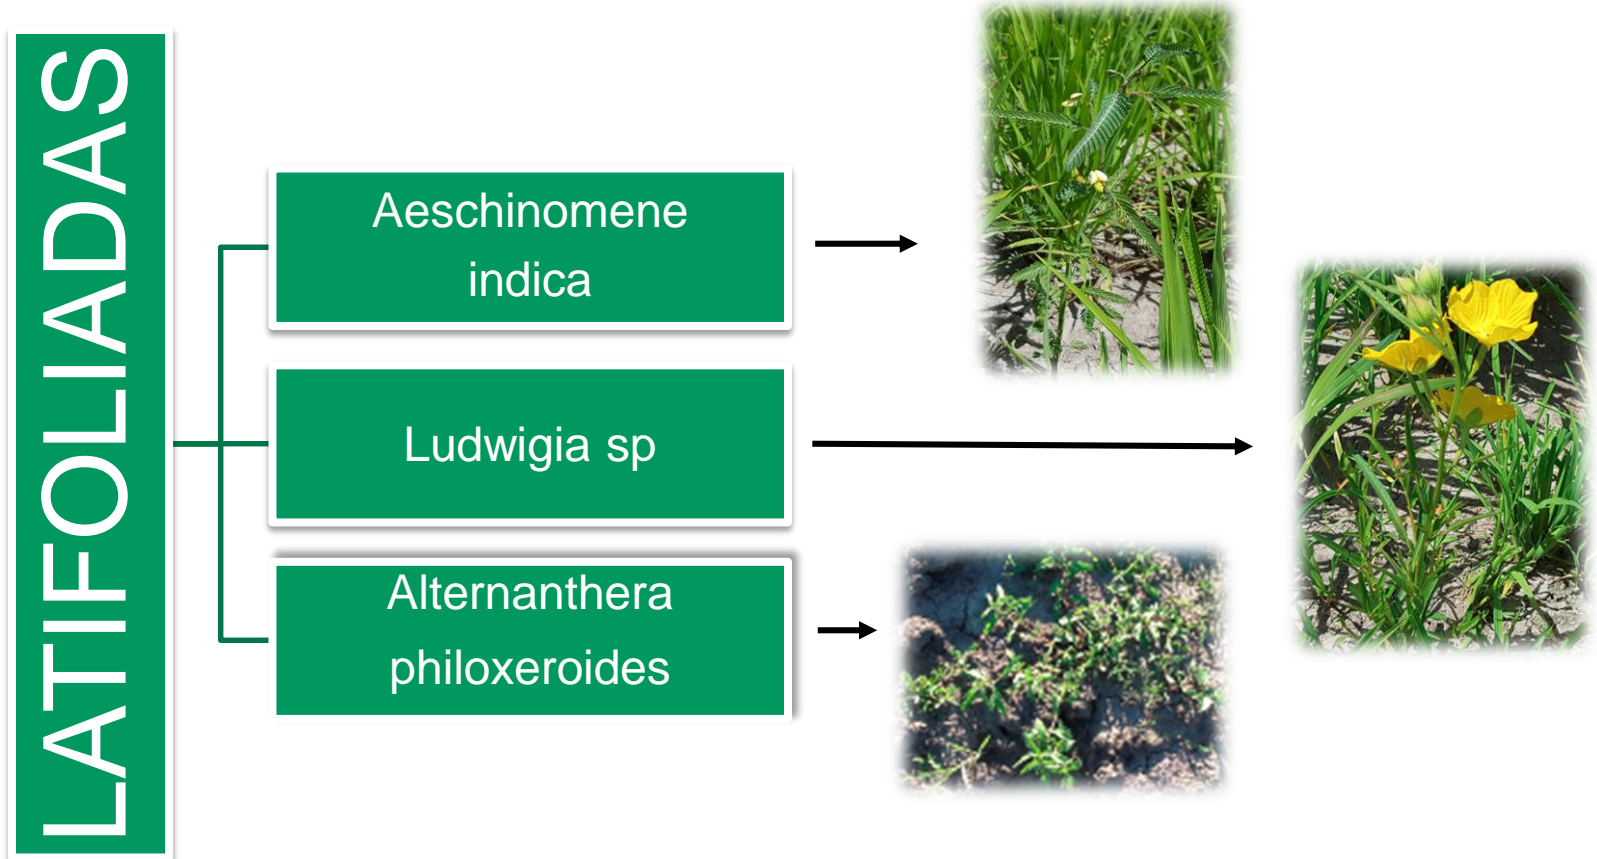 LATIFOLIADAS
Aeschinomene
indica
Ludwigia sp
Alternanthera
philoxeroides